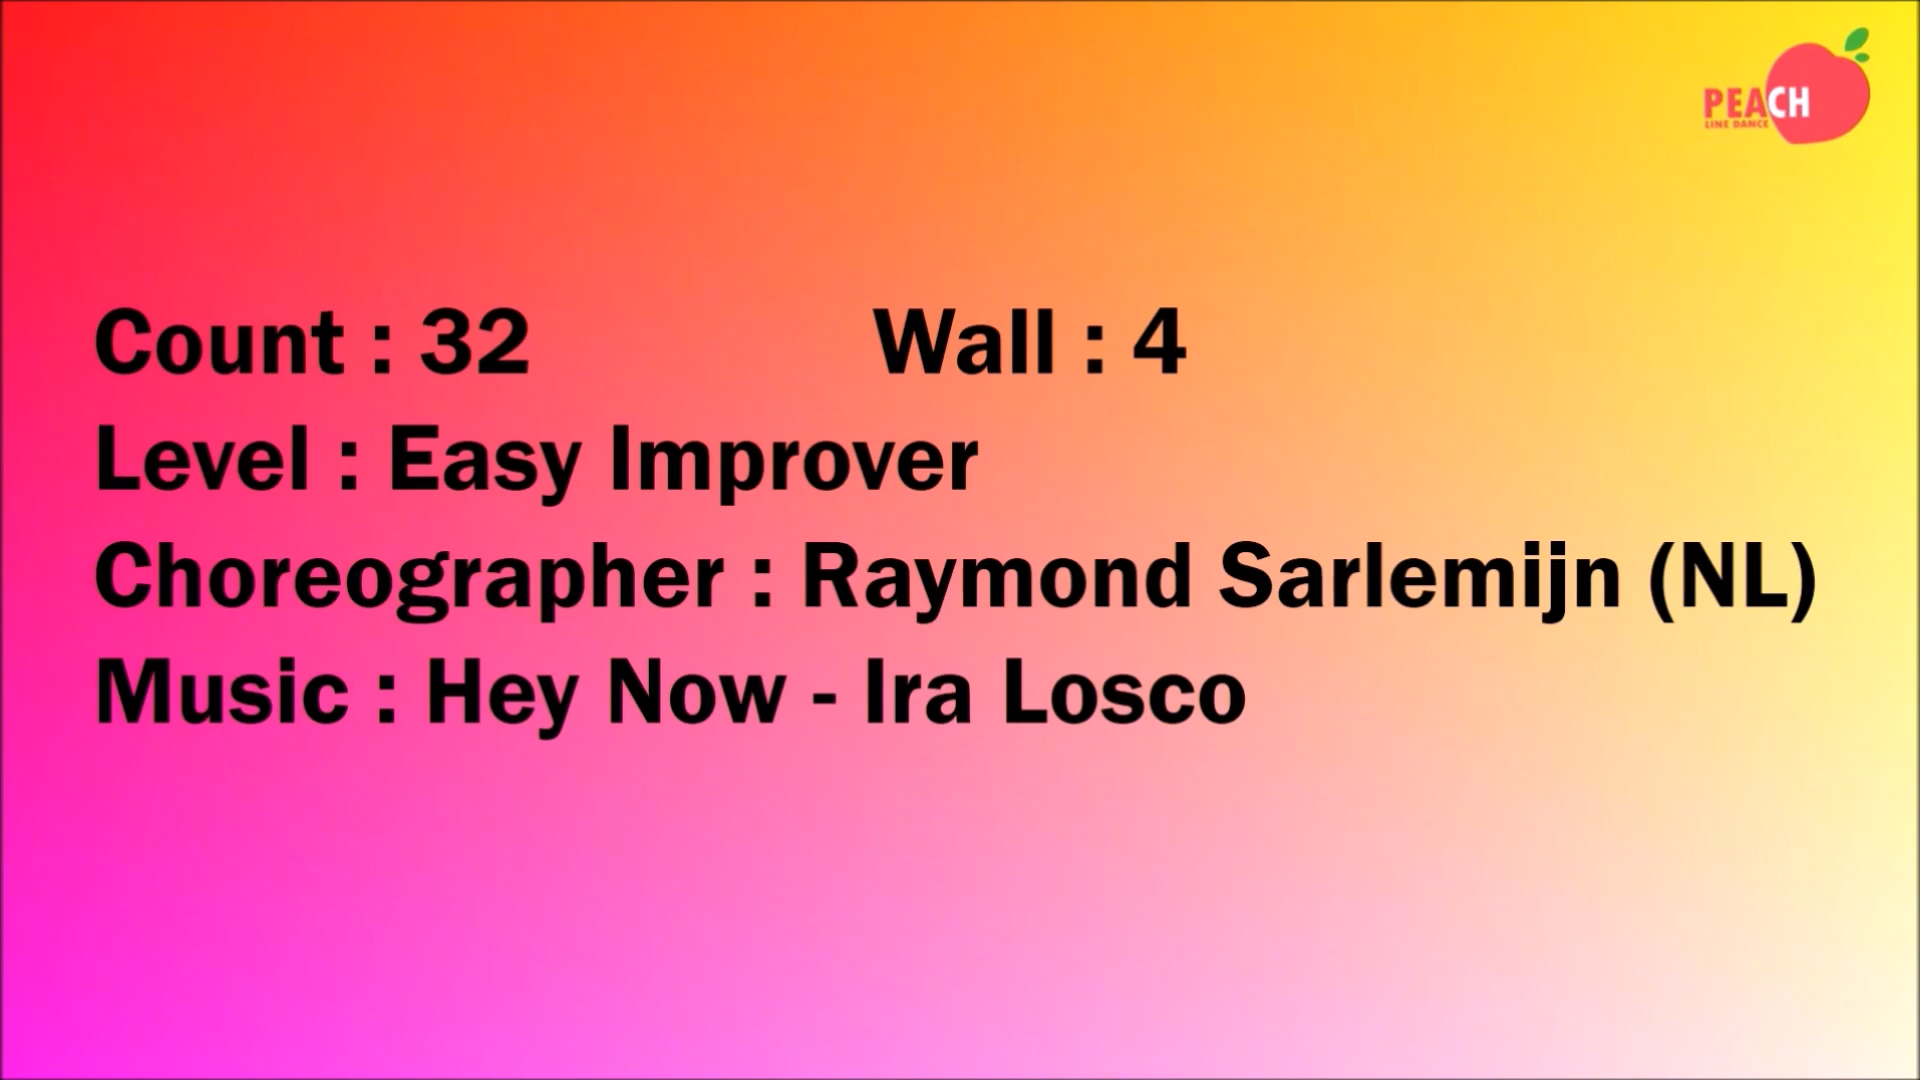 PEACH
LINE DANCE
Count : 32 Wall : 4
Level : Easy Improver
Choreographer : Raymond Sarlemijn (NL)
Music : Hey Now - Ira Losco